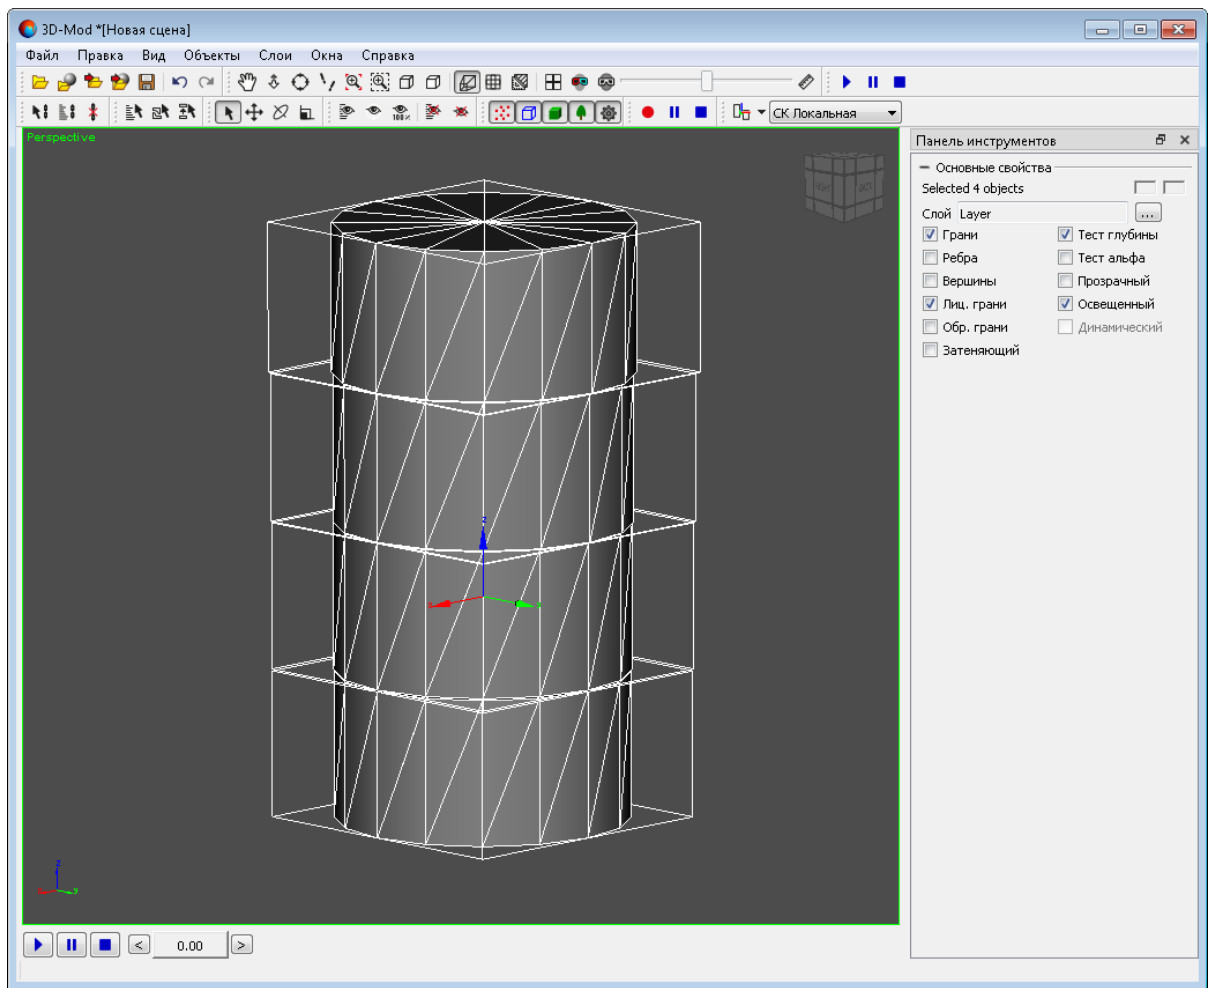 3D-Mod *[Новая сцена]
Файл Правка Вид Объекты Слои Окна Справка
100%
СК Локальная
Perspective
Панель инструментов
Основные свойства
Selected 4 objects
Слой Layer ...
Грани Тест глубины
Ребра Тест альфа
Вершины Прозрачный
Лиц. грани Освещенный
Обр. грани Динамический
Затеняющий
z
z
y
< 0.00 >